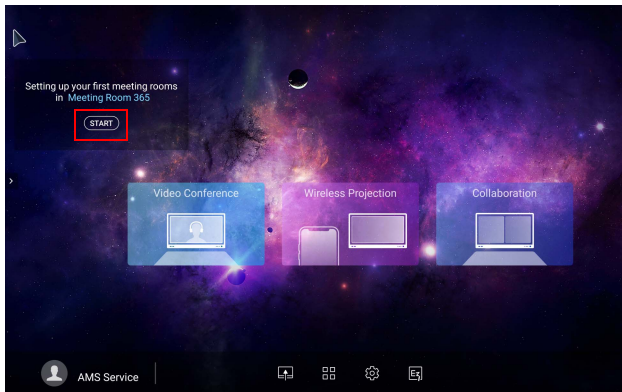 Setting up your first meeting rooms
in Meeting Room 365
START
Video Conference
Wireless Projection
Collaboration
AMS Service